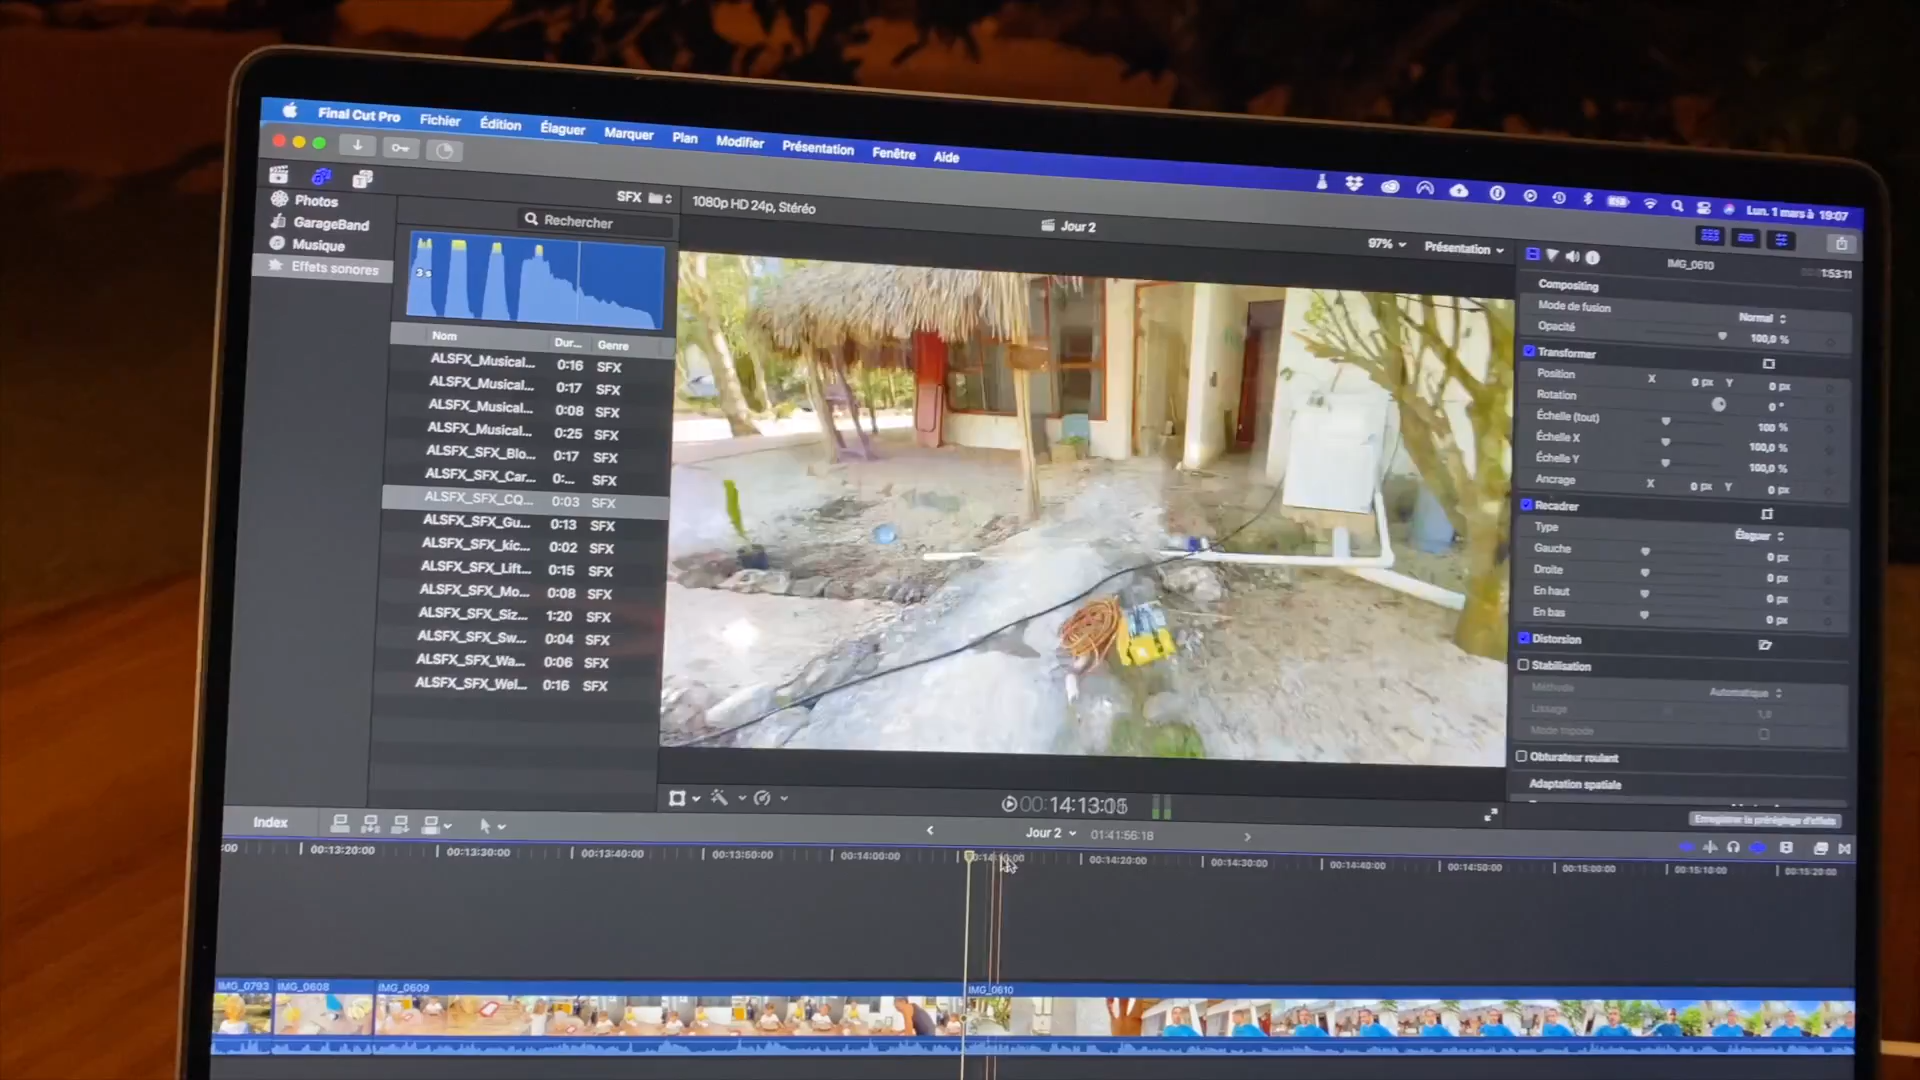 Final Cut Pro Fichier Édition Élaguer Marquer Plan Modifier Présentation Fenêtre Aide
Lun. 1 mars à 19:07
Photos
GarageBand
Musique
Effets sonores
SFX
Rechercher
3 s
Nom Dur... Genre
ALSFX_Musical... 0:16 SFX
ALSFX_Musical... 0:17 SFX
ALSFX_Musical... 0:08 SFX
ALSFX_Musical... 0:25 SFX
ALSFX_SFX_Blo... 0:17 SFX
ALSFX_SFX_Car... 0:... SFX
ALSFX_SFX_CQ... 0:03 SFX
ALSFX_SFX_Gu... 0:13 SFX
ALSFX_SFX_kic... 0:02 SFX
ALSFX_SFX_Lift... 0:15 SFX
ALSFX_SFX_Mo... 0:08 SFX
ALSFX_SFX_Siz... 1:20 SFX
ALSFX_SFX_Sw... 0:04 SFX
ALSFX_SFX_Wa... 0:06 SFX
ALSFX_SFX_Wel... 0:16 SFX
1080p HD 24p, Stéréo
Jour 2
97% Présentation
IMG_0610 1:53:11
Compositing
Mode de fusion Normal
Opacité 100,0 %
Transformer
Position X 0 px Y 0 px
Rotation 0 °
Échelle (tout) 100 %
Échelle X 100,0 %
Échelle Y 100,0 %
Ancrage X 0 px Y 0 px
Recadrer
Type Élaguer
Gauche 0 px
Droite 0 px
En haut 0 px
En bas 0 px
Distorsion
Stabilisation
Méthode Automatique
Lissage 1,0
Mode trépode
Obturateur roulant
Adaptation spatiale
Enregistrer le préréglage d'effets
Index
Jour 2 01:41:56:18
:00 00:13:20:00 00:13:30:00 00:13:40:00 00:13:50:00 00:14:00:00 00:14:20:00 00:14:30:00 00:14:40:00 00:14:50:00 00:15:00:00 00:15:10:00 00:15:20:00
IMG_0793 IMG_0608 IMG_0609 IMG_0610